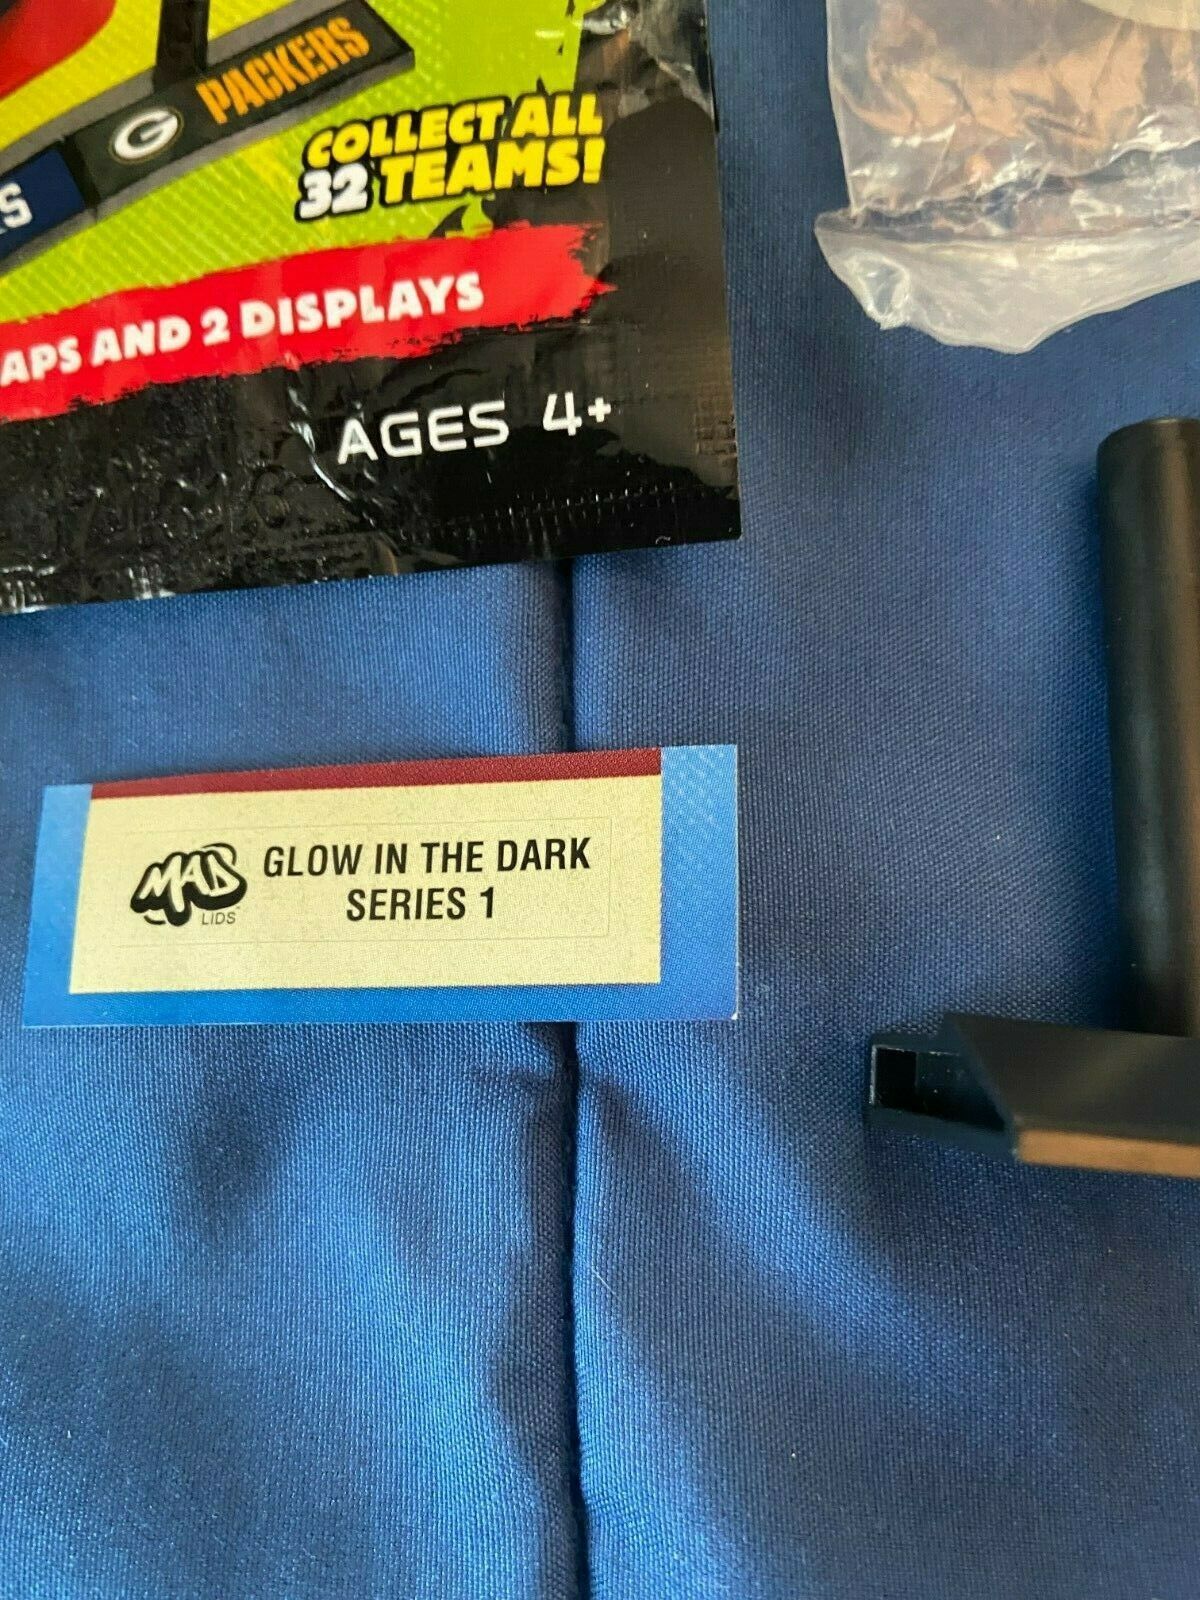 PACKERS
G
S
COLLECT ALL
32 TEAMS!
APS AND 2 DISPLAYS
AGES 4+
MAD
LIDS
GLOW IN THE DARK
SERIES 1